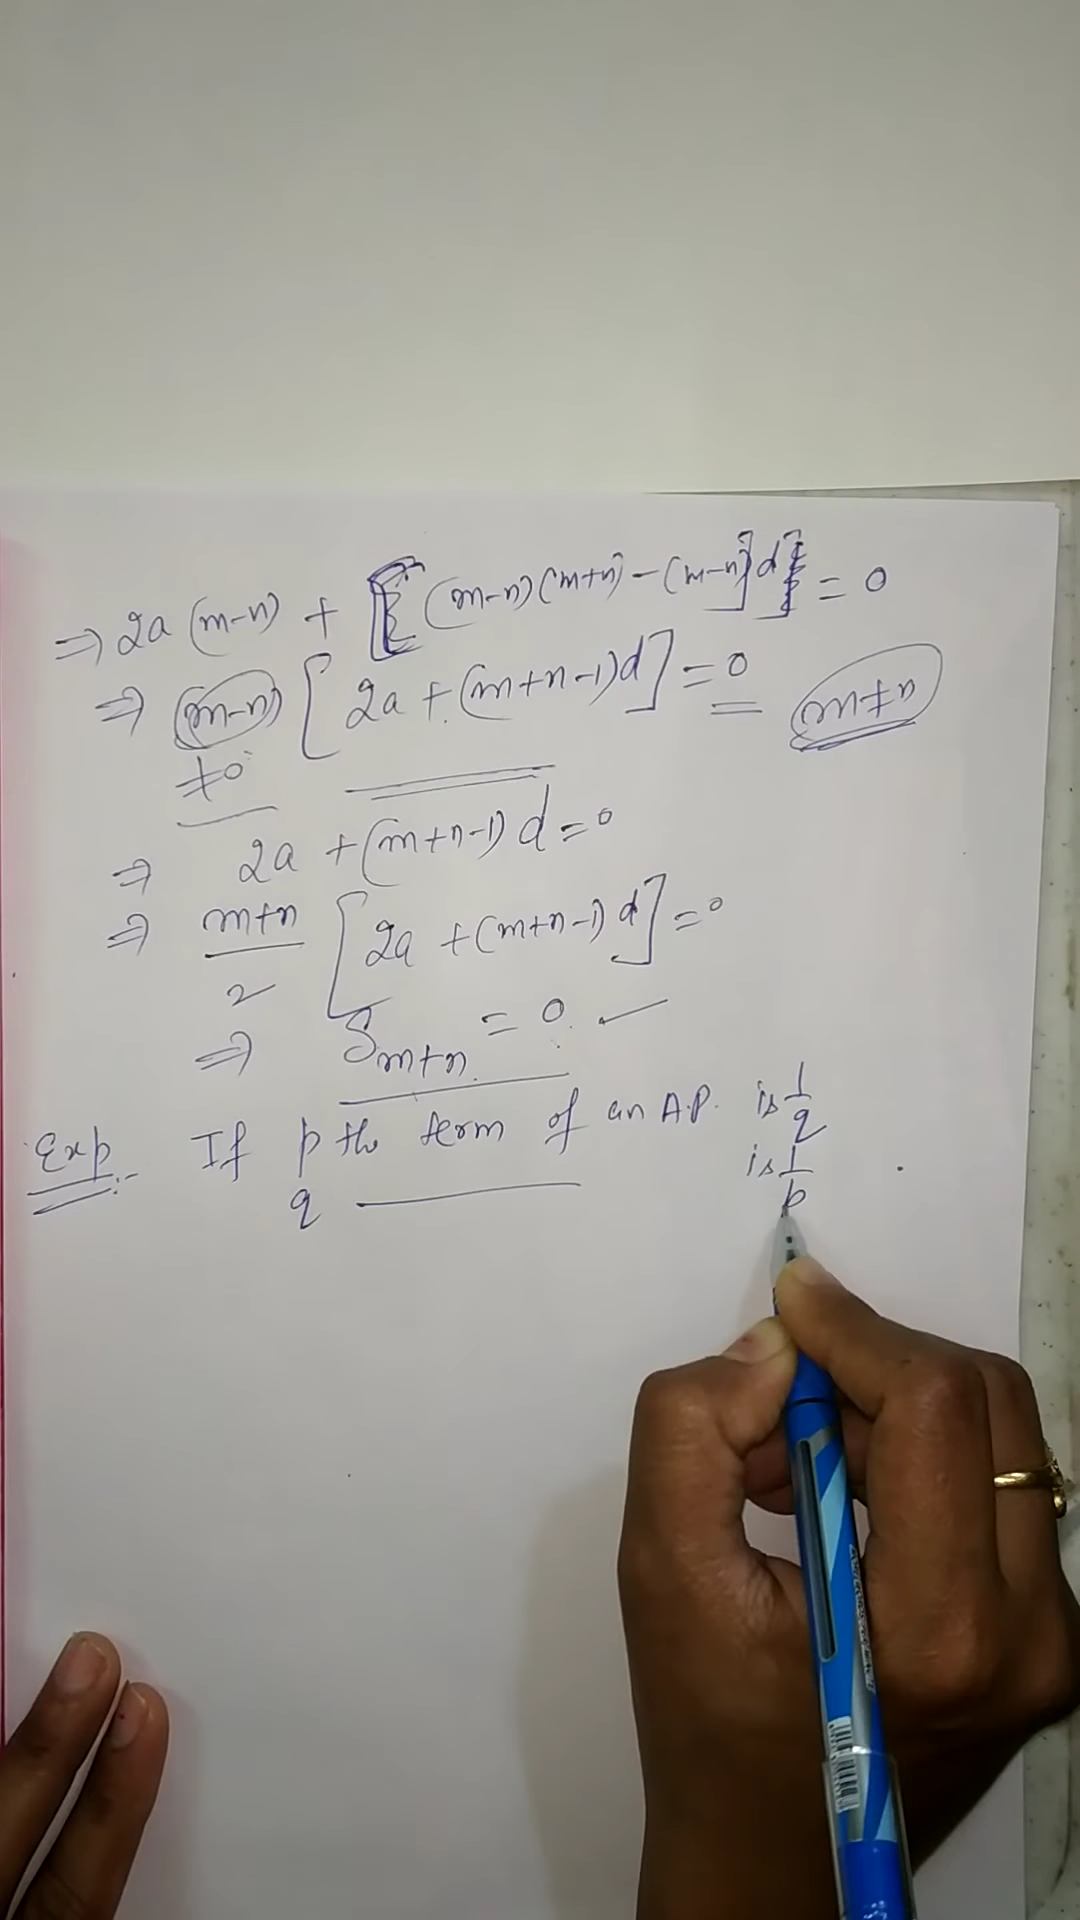 ⇒ 2a (m-n) + [{(m-n)(m+n) - (m-n]d}] = 0
⇒ (m-n) [2a + (m+n-1)d] = 0 m≠n
≠0
⇒ 2a + (m+n-1) d = 0
⇒ m+n/2 [2a + (m+n-1) d] = 0
⇒ S_{m+n} = 0
Exp:- If p th term of an A.P. is 1/q
q ——— is 1/p